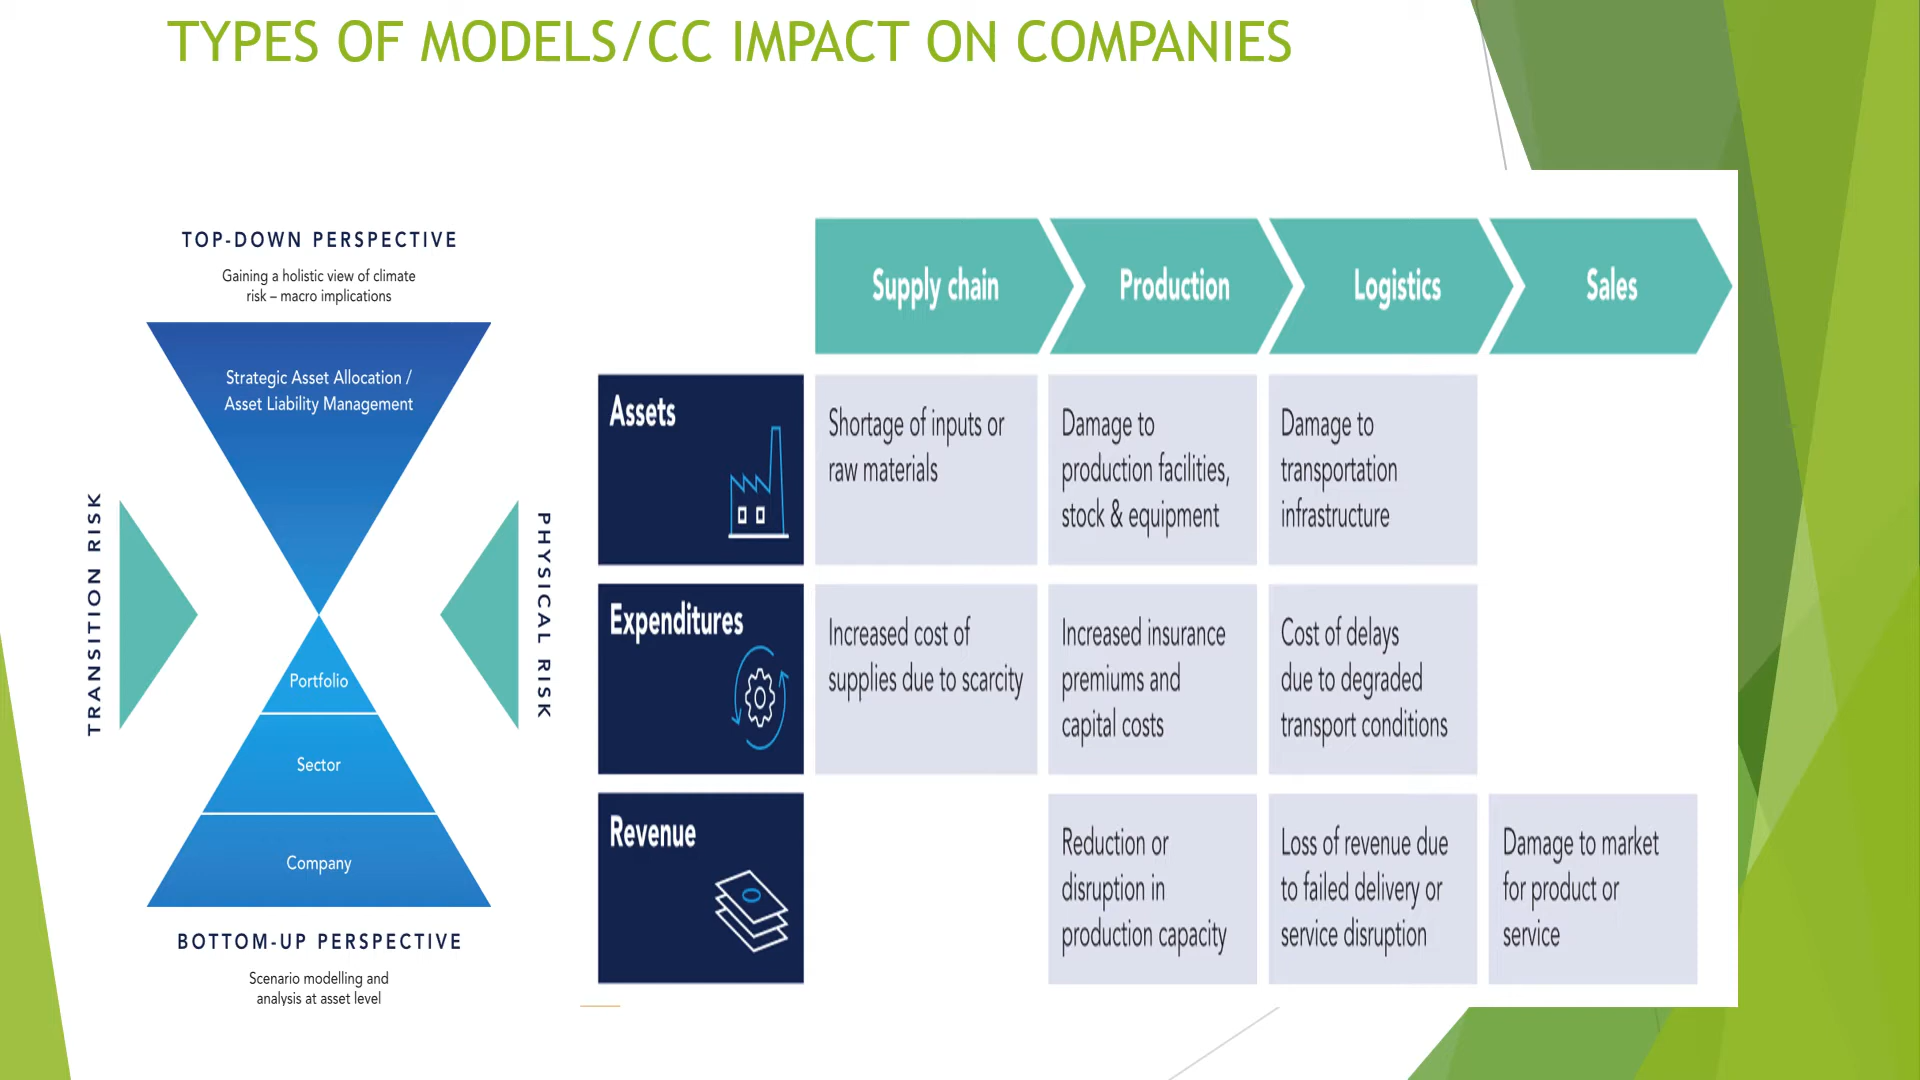 TYPES OF MODELS/CC IMPACT ON COMPANIES
TOP-DOWN PERSPECTIVE
Gaining a holistic view of climate
risk – macro implications
Strategic Asset Allocation /
Asset Liability Management
TRANSITION RISK
PHYSICAL RISK
Portfolio
Sector
Company
BOTTOM-UP PERSPECTIVE
Scenario modelling and
analysis at asset level
Supply chain
Production
Logistics
Sales
Assets
Shortage of inputs or
raw materials
Damage to
production facilities,
stock & equipment
Damage to
transportation
infrastructure
Expenditures
Increased cost of
supplies due to scarcity
Increased insurance
premiums and
capital costs
Cost of delays
due to degraded
transport conditions
Revenue
Reduction or
disruption in
production capacity
Loss of revenue due
to failed delivery or
service disruption
Damage to market
for product or
service